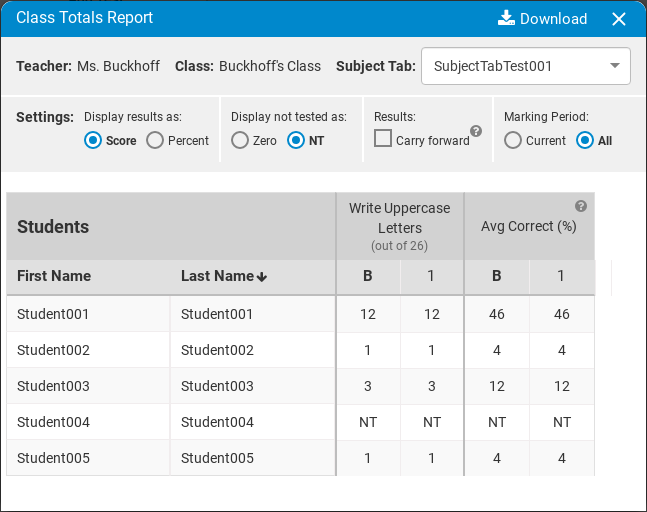 Class Totals Report
Download
Teacher: Ms. Buckhoff Class: Buckhoff's Class Subject Tab: SubjectTabTest001
Settings: Display results as: Display not tested as: Results: Marking Period:
Score Percent Zero NT Carry forward ? Current All
Students Write Uppercase Letters (out of 26) Avg Correct (%) ?
First Name Last Name B 1 B 1
Student001 Student001 12 12 46 46
Student002 Student002 1 1 4 4
Student003 Student003 3 3 12 12
Student004 Student004 NT NT NT NT
Student005 Student005 1 1 4 4